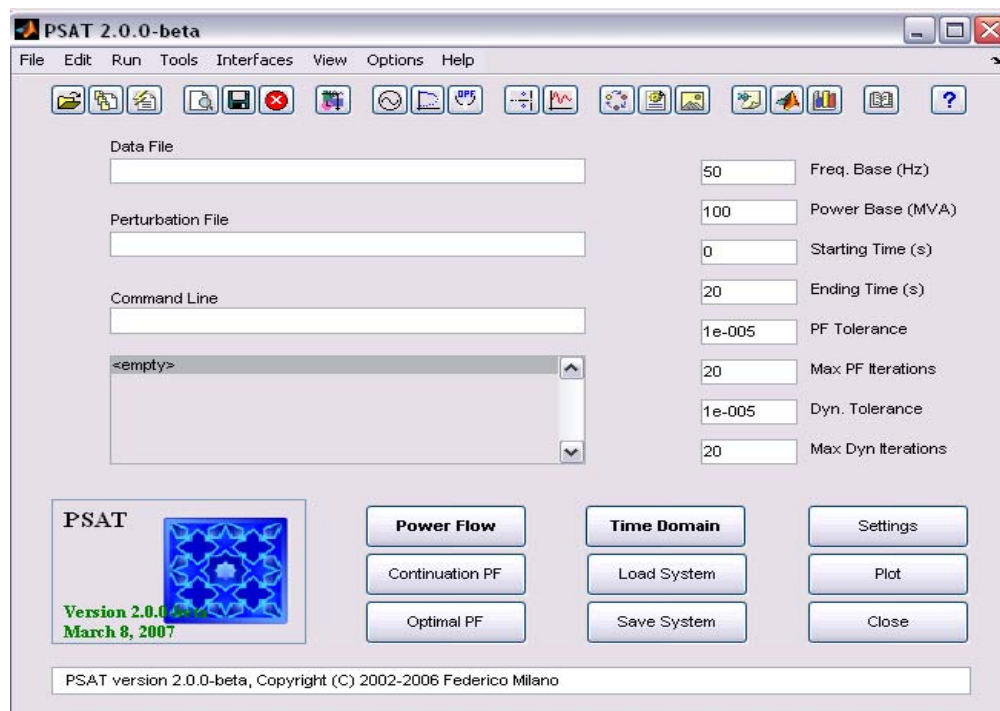 PSAT 2.0.0-beta
File Edit Run Tools Interfaces View Options Help
OPF
?
Data File
50 Freq. Base (Hz)
100 Power Base (MVA)
Perturbation File
0 Starting Time (s)
20 Ending Time (s)
Command Line
1e-005 PF Tolerance
<empty>
20 Max PF Iterations
1e-005 Dyn. Tolerance
20 Max Dyn Iterations
PSAT
Version 2.0.0-beta
March 8, 2007
Power Flow Time Domain Settings
Continuation PF Load System Plot
Optimal PF Save System Close
PSAT version 2.0.0-beta, Copyright (C) 2002-2006 Federico Milano